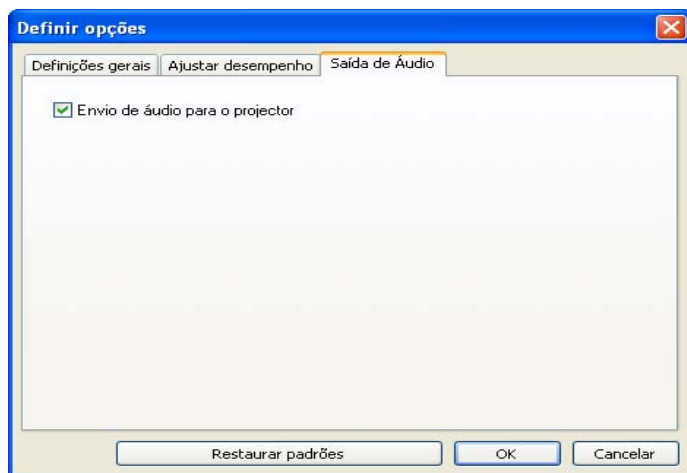 Definir opções
Definições gerais Ajustar desempenho Saída de Áudio
Envio de áudio para o projector
Restaurar padrões OK Cancelar